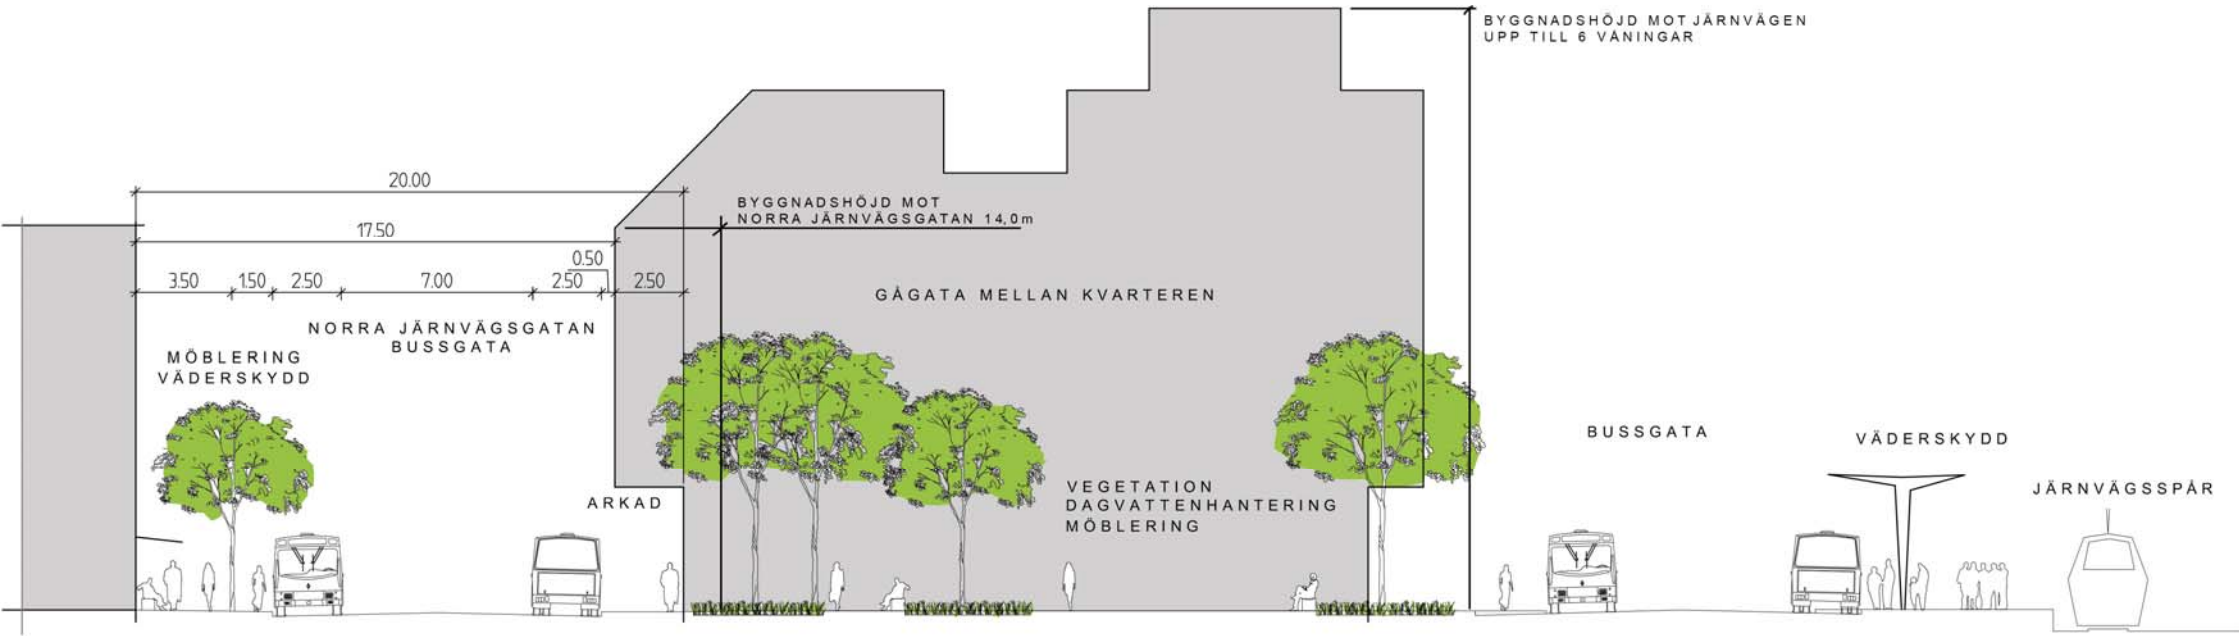 BYGGNADSHÖJD MOT JÄRNVÄGEN
UPP TILL 6 VÅNINGAR
20.00
BYGGNADSHÖJD MOT
NORRA JÄRNVÄGSGATAN 14,0m
17.50
0.50
3.50 1.50 2.50 7.00 2.50 2.50
GÅGATA MELLAN KVARTEREN
NORRA JÄRNVÄGSGATAN
BUSSGATA
MÖBLERING
VÄDERSKYDD
ARKAD
VEGETATION
DAGVATTENHANTERING
MÖBLERING
BUSSGATA
VÄDERSKYDD
JÄRNVÄGSSPÅR